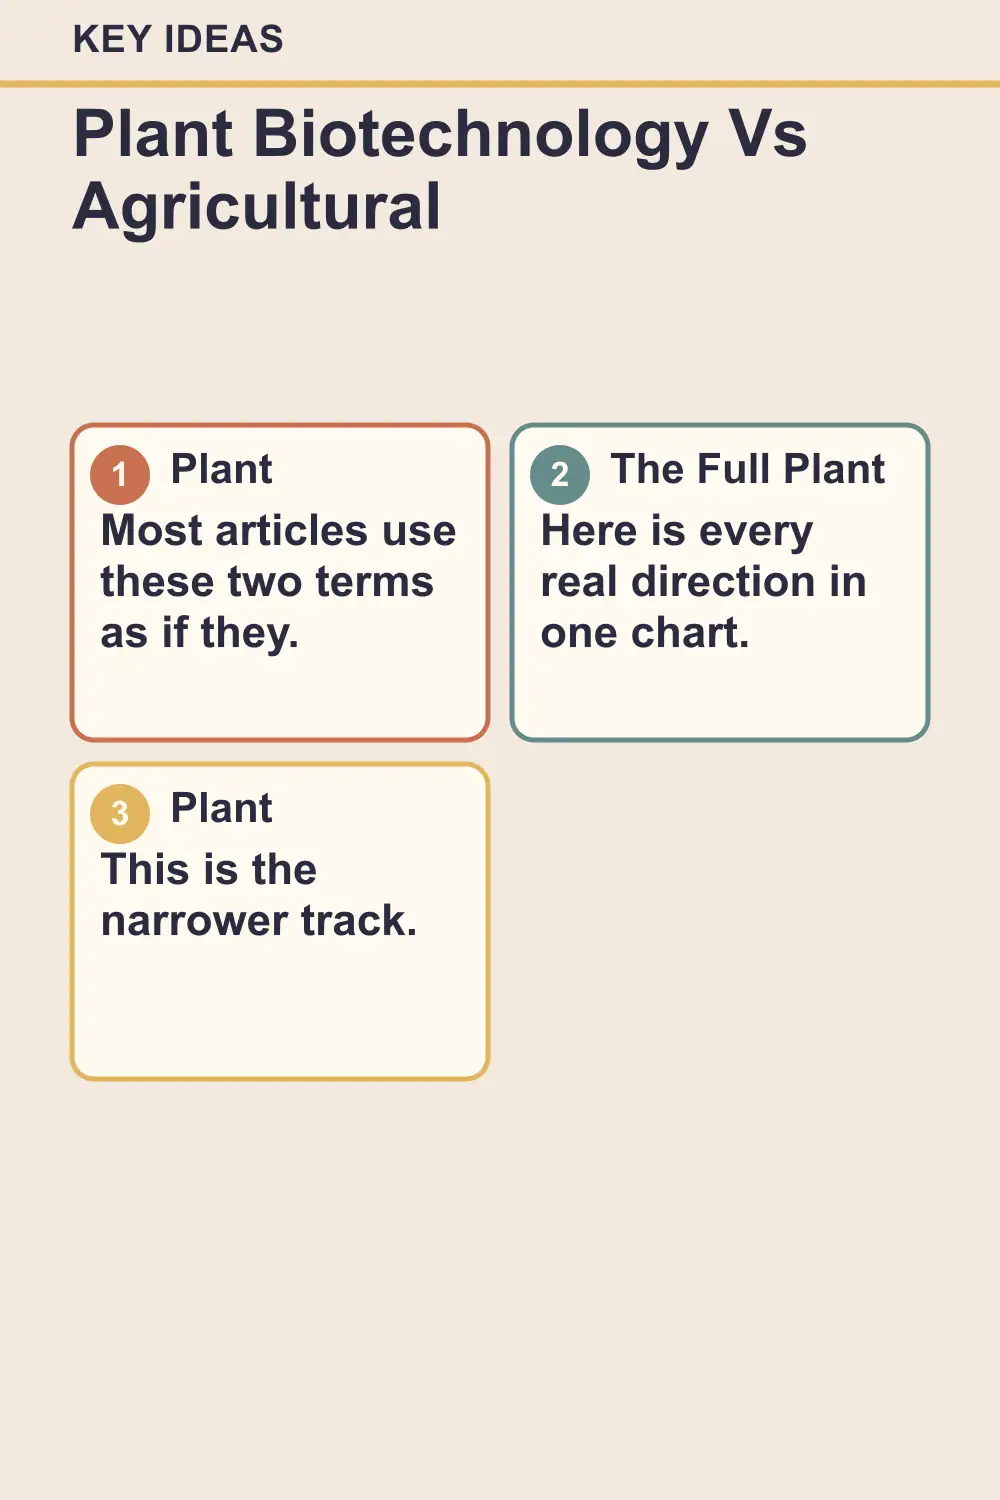 KEY IDEAS
Plant Biotechnology Vs
Agricultural
1 Plant
Most articles use
these two terms
as if they.
2 The Full Plant
Here is every
real direction in
one chart.
3 Plant
This is the
narrower track.